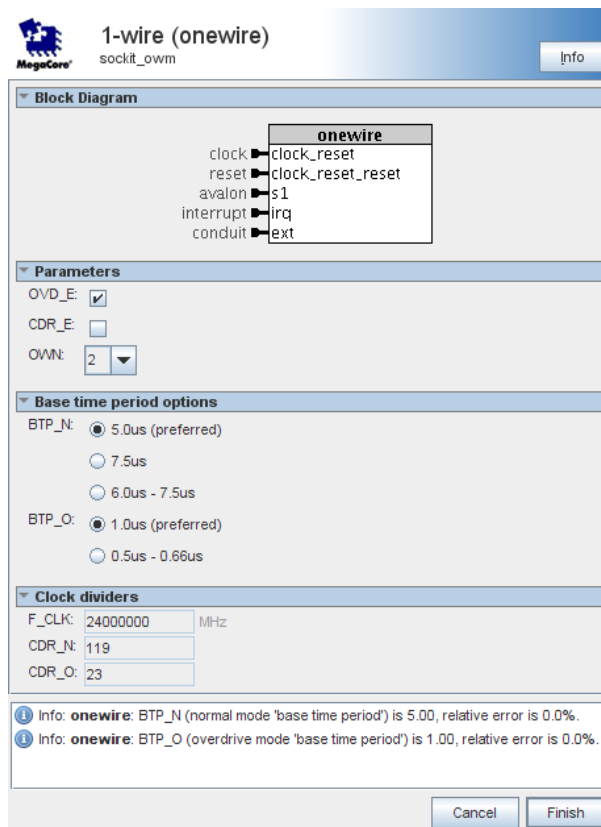 1-wire (onewire)
sockit_owm
MegaCore®
Info
Block Diagram
onewire
clock clock_reset
reset clock_reset_reset
avalon s1
interrupt irq
conduit ext
Parameters
OVD_E:
CDR_E:
OWN: 2
Base time period options
BTP_N: 5.0us (preferred)
7.5us
6.0us - 7.5us
BTP_O: 1.0us (preferred)
0.5us - 0.66us
Clock dividers
F_CLK: 24000000 MHz
CDR_N: 119
CDR_O: 23
Info: onewire: BTP_N (normal mode 'base time period') is 5.00, relative error is 0.0%.
Info: onewire: BTP_O (overdrive mode 'base time period') is 1.00, relative error is 0.0%.
Cancel Finish